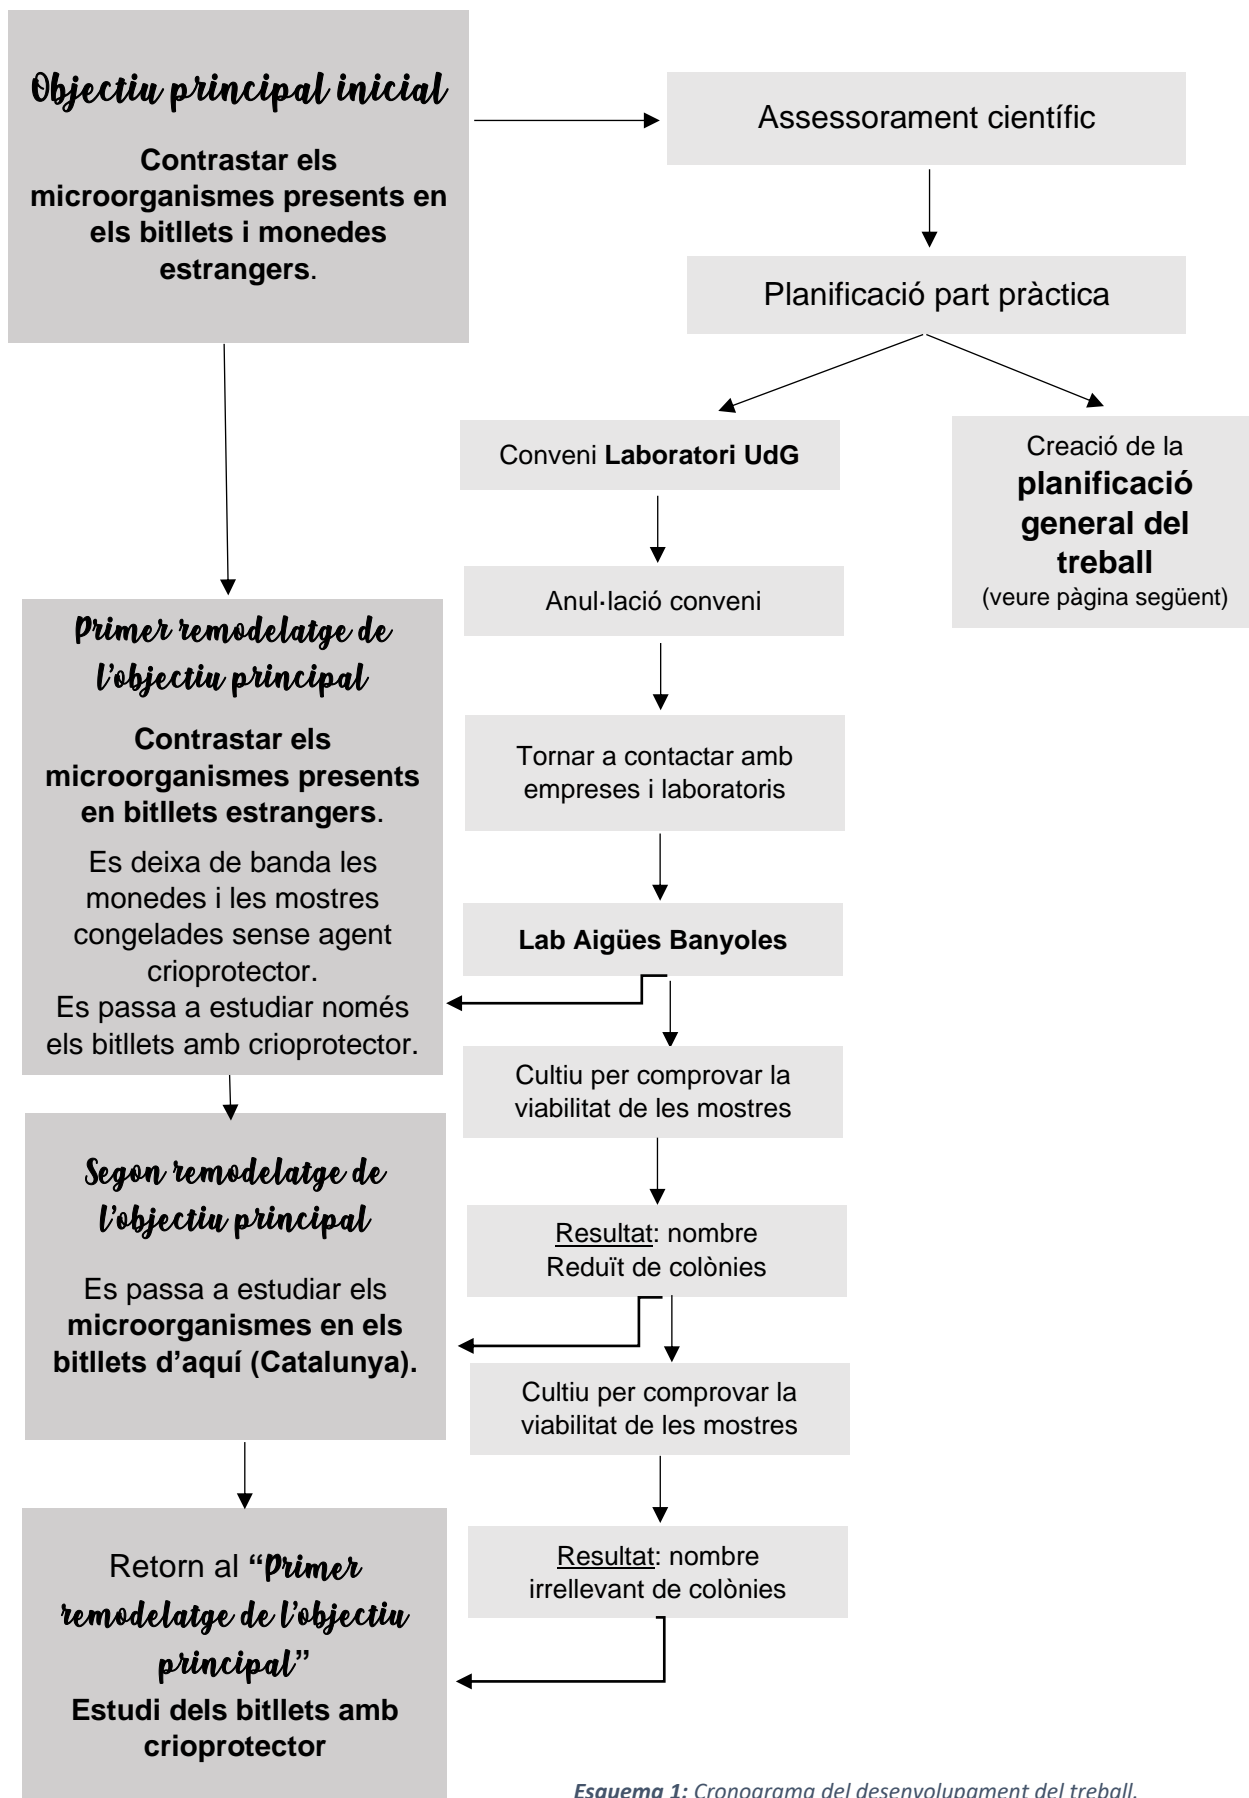 Objectiu principal inicial
Contrastar els
microorganismes presents en
els bitllets i monedes
estrangers.
Assessorament científic
Planificació part pràctica
Conveni Laboratori UdG
Creació de la
planificació
general del
treball
(veure pàgina següent)
Anul·lació conveni
Primer remodelatge de
l'objectiu principal
Contrastar els
microorganismes presents
en bitllets estrangers.
Es deixa de banda les
monedes i les mostres
congelades sense agent
crioprotector.
Es passa a estudiar només
els bitllets amb crioprotector.
Tornar a contactar amb
empreses i laboratoris
Lab Aigües Banyoles
Cultiu per comprovar la
viabilitat de les mostres
Segon remodelatge de
l'objectiu principal
Es passa a estudiar els
microorganismes en els
bitllets d'aquí (Catalunya).
Resultat: nombre
Reduït de colònies
Cultiu per comprovar la
viabilitat de les mostres
Resultat: nombre
irrellevant de colònies
Retorn al “Primer
remodelatge de l'objectiu
principal”
Estudi dels bitllets amb
crioprotector
Esquema 1: Cronograma del desenvolupament del treball.